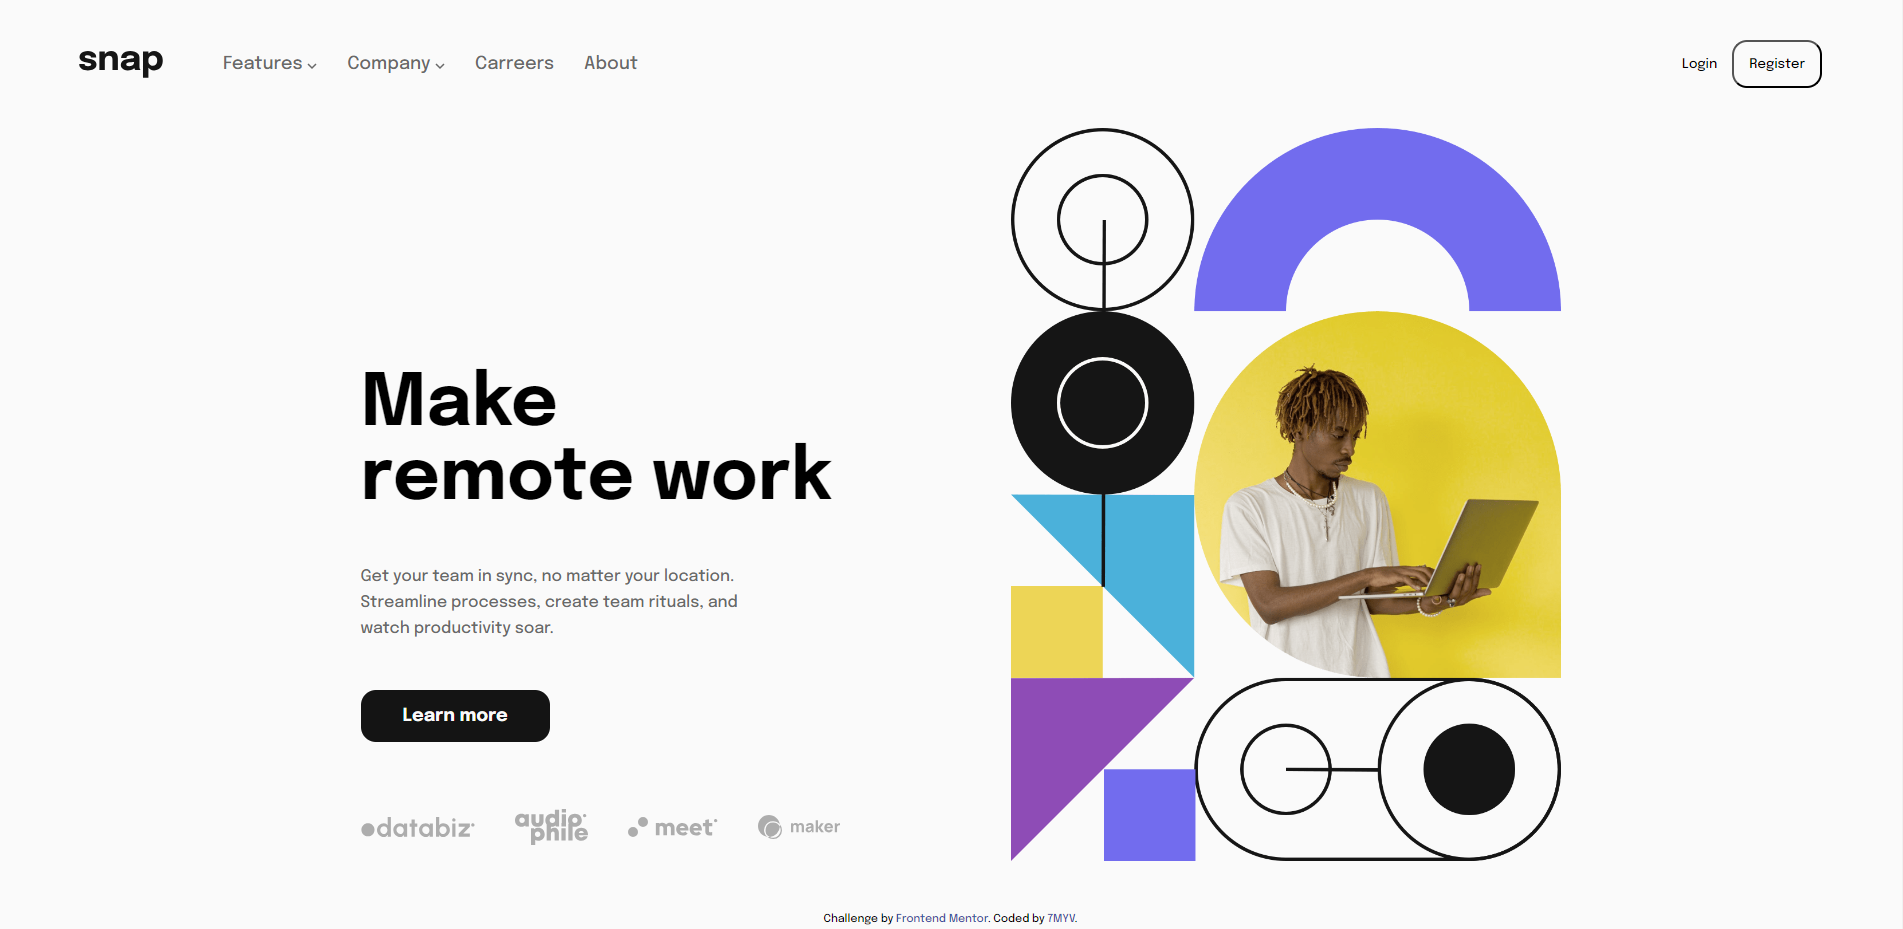 snap
Features
Company
Carreers
About
Login
Register
Make
remote work
Get your team in sync, no matter your location.
Streamline processes, create team rituals, and
watch productivity soar.
Learn more
databiz
audio
phile
meet
maker
Challenge by Frontend Mentor. Coded by 7MYV.